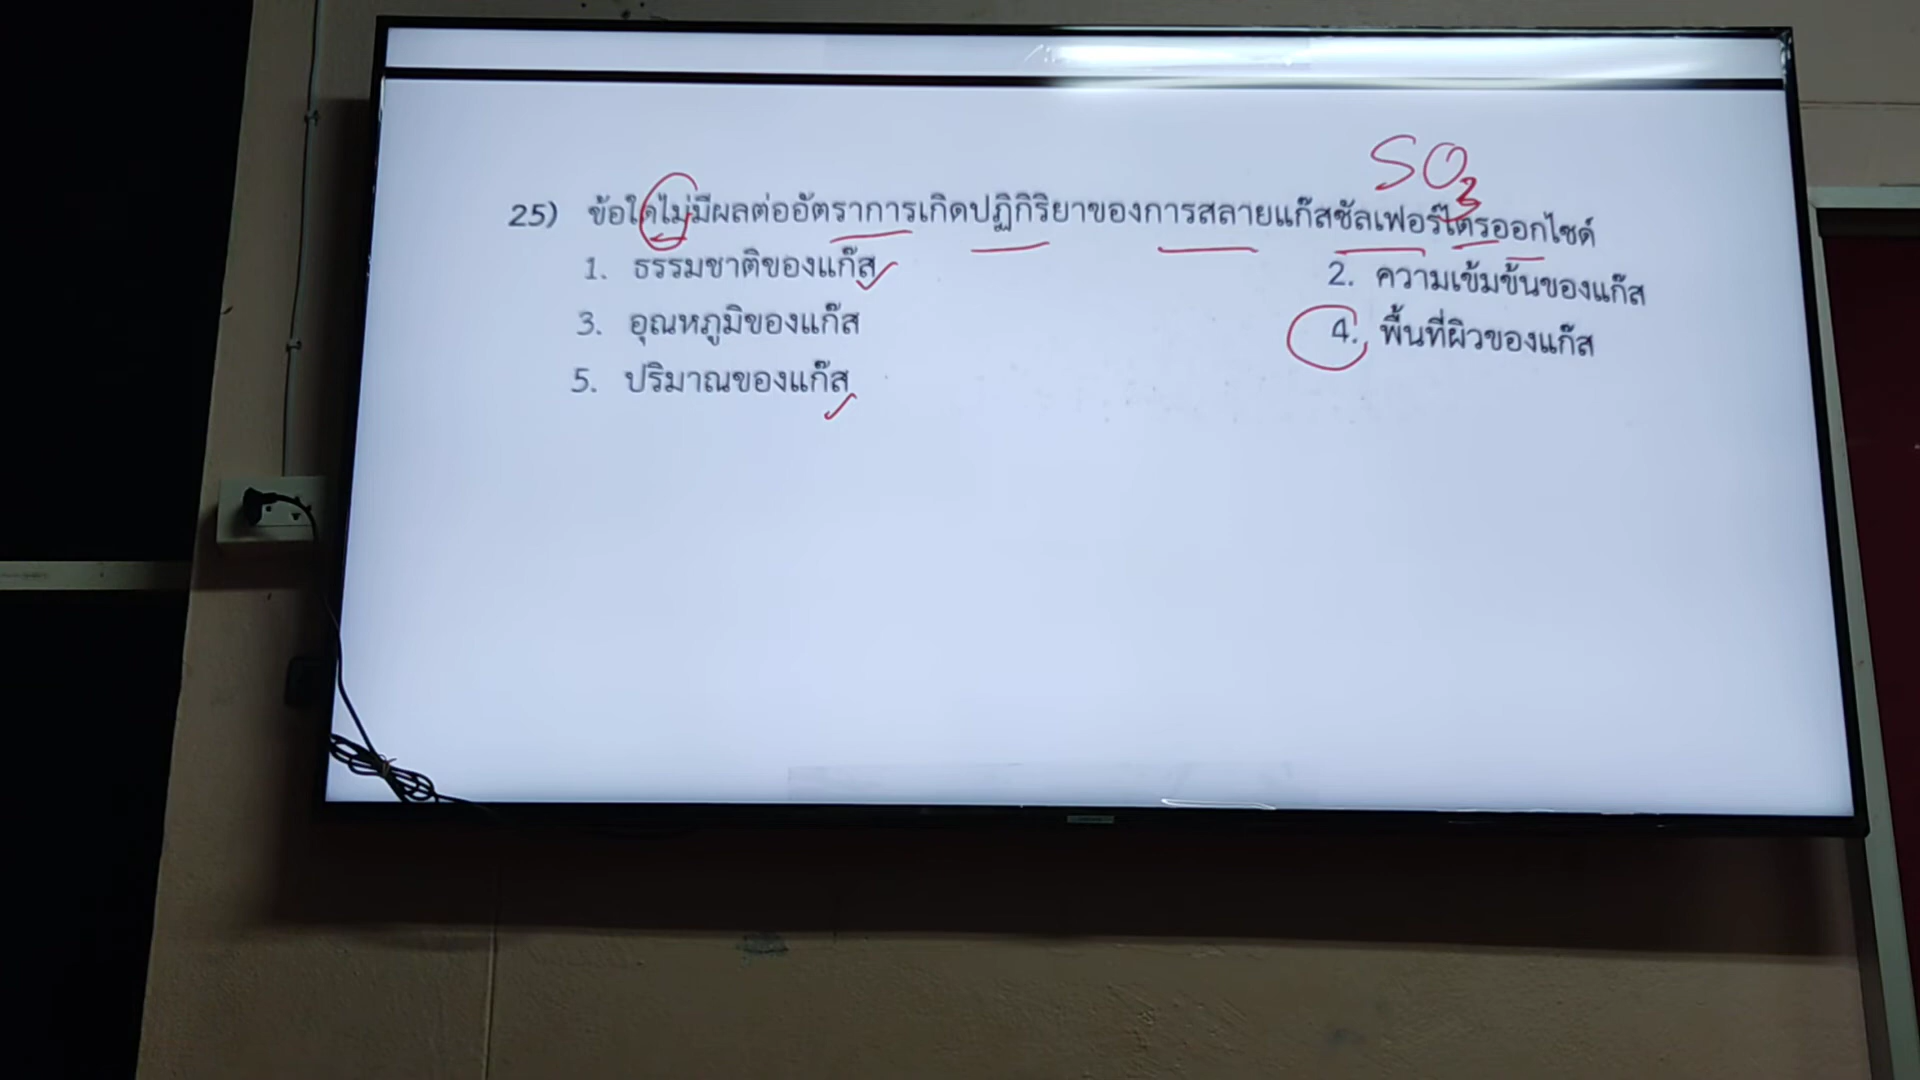 SO3
25) ข้อใดไม่มีผลต่ออัตราการเกิดปฏิกิริยาของการสลายแก๊สซัลเฟอร์ไตรออกไซด์
1. ธรรมชาติของแก๊ส 2. ความเข้มข้นของแก๊ส
3. อุณหภูมิของแก๊ส 4. พื้นที่ผิวของแก๊ส
5. ปริมาณของแก๊ส